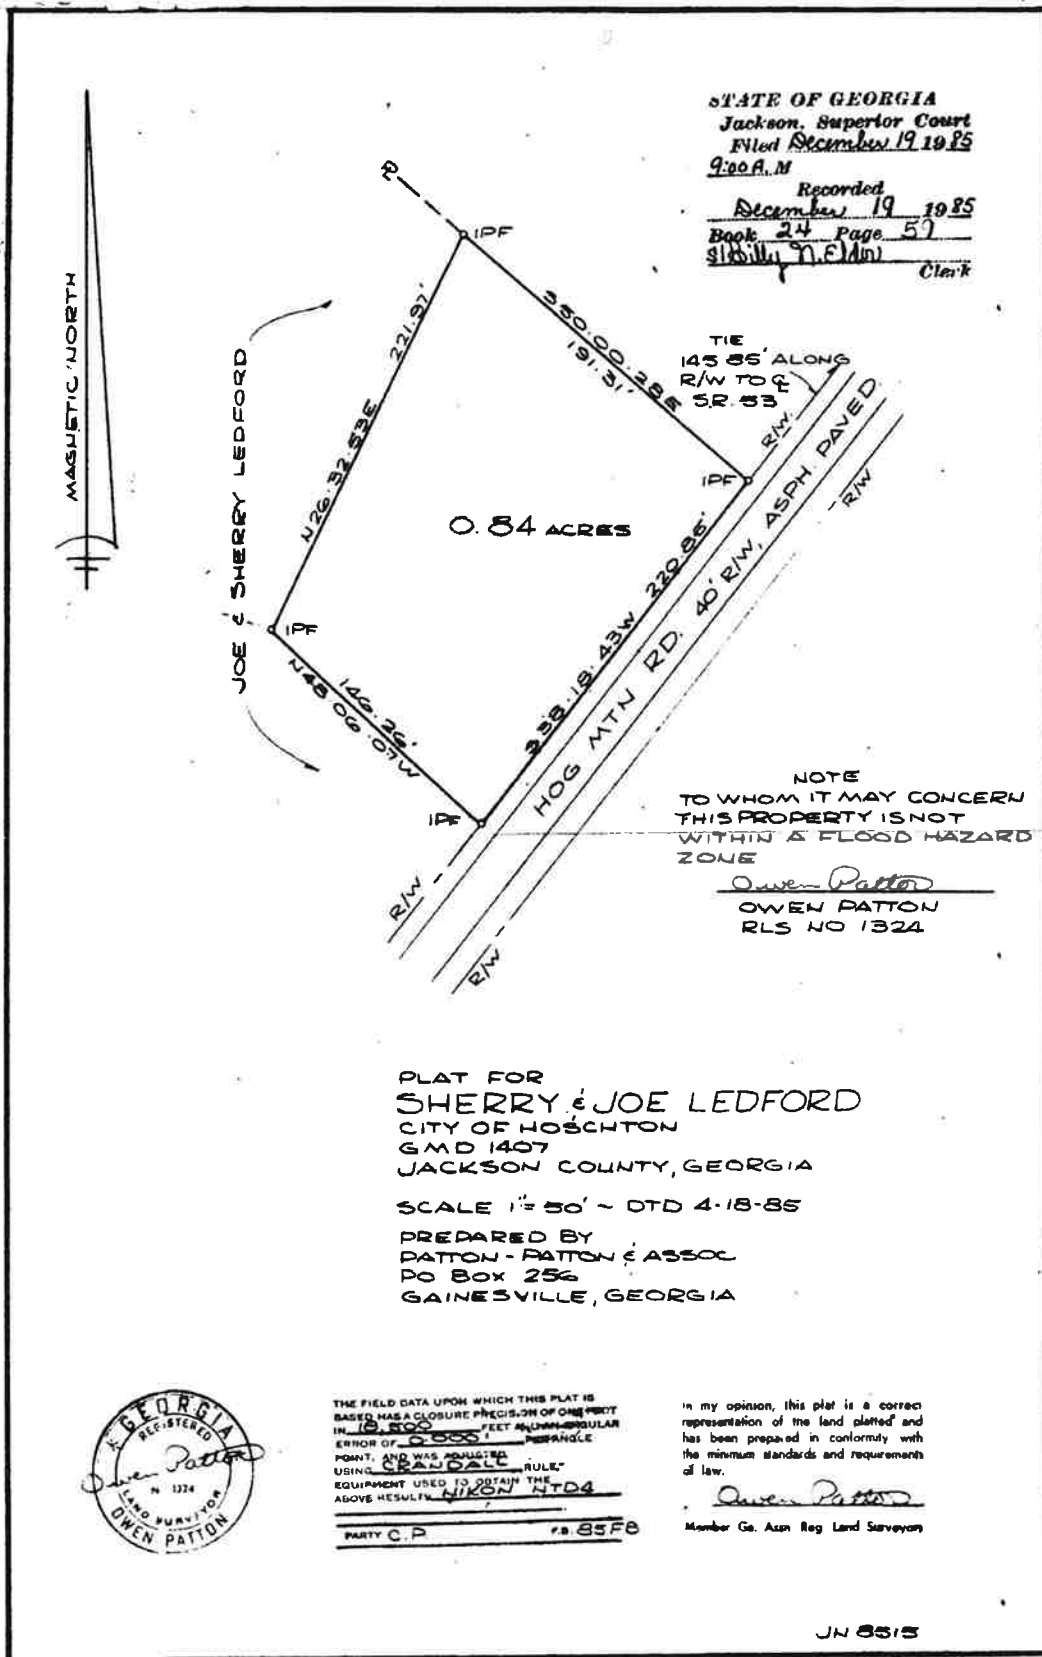 STATE OF GEORGIA
Jackson, Superior Court
Filed December 19 1985
9:00 A.M
Recorded
December 19 1985
Book 24 Page 57
S/ Billy N. Elder
Clerk
MAGNETIC NORTH
JOE & SHERRY LEDFORD
IPF
N26.32.53E 221.97'
S50.00.28E
191.31'
TIE
145.85' ALONG
R/W TO ℄
S.R. 53
R/W
IPF
0.84 ACRES
S38.18.43W 220.86'
HOG MTN RD. 40' R/W, ASPH. PAVED
R/W
IPF
146.26'
N48.06.07W
IPF
R/W
R/W
NOTE
TO WHOM IT MAY CONCERN
THIS PROPERTY IS NOT
WITHIN A FLOOD HAZARD
ZONE
Owen Patton
OWEN PATTON
RLS NO 1324
PLAT FOR
SHERRY & JOE LEDFORD
CITY OF HOSCHTON
GMD 1407
JACKSON COUNTY, GEORGIA
SCALE 1"= 50' ~ DTD 4-18-85
PREPARED BY
PATTON - PATTON & ASSOC
PO BOX 256
GAINESVILLE, GEORGIA
GEORGIA
REGISTERED
Owen Patton
N 1324
LAND SURVEYOR
OWEN PATTON
THE FIELD DATA UPON WHICH THIS PLAT IS
BASED HAS A CLOSURE PRECISION OF ONE FOOT
IN FEET ANGULAR
ERROR OF PER ANGLE
POINT, AND WAS ADJUSTED
USING CRANDALL RULE."
EQUIPMENT USED TO OBTAIN THE
ABOVE RESULTS NIKON NTD4
PARTY C.P. F.B. 85FB
In my opinion, this plat is a correct
representation of the land platted and
has been prepared in conformity with
the minimum standards and requirements
of law.
Owen Patton
Member Ga. Assn Reg Land Surveyors
JN 8515